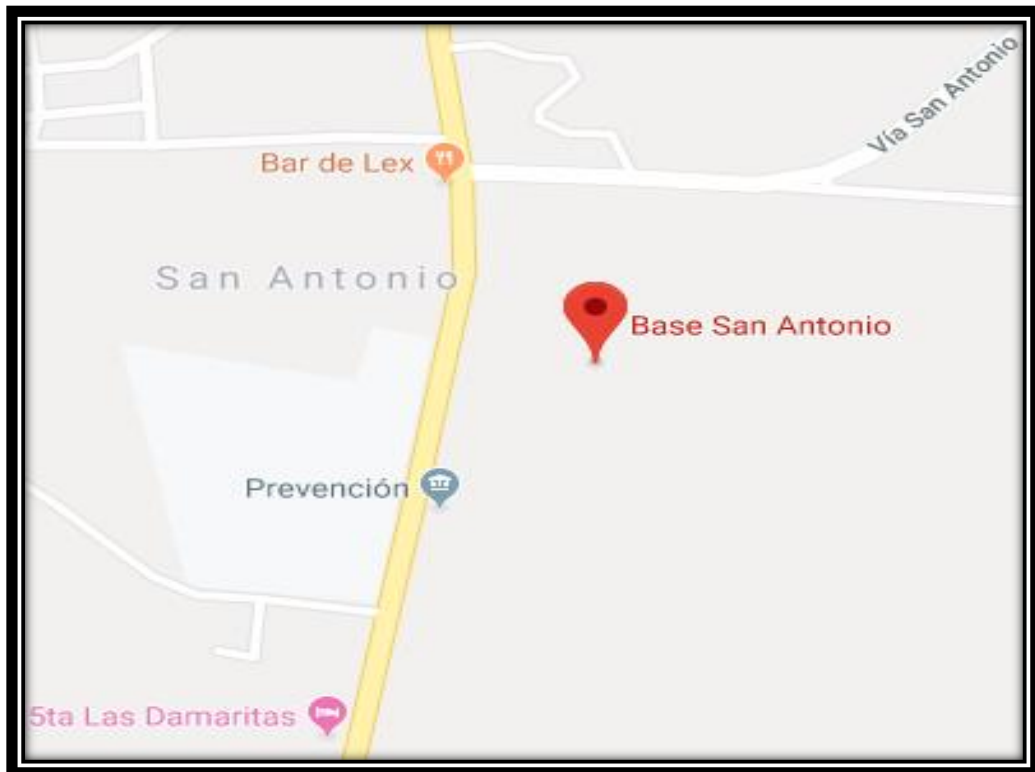 Vía San Antonio
Bar de Lex
San Antonio
Base San Antonio
Prevención
5ta Las Damaritas